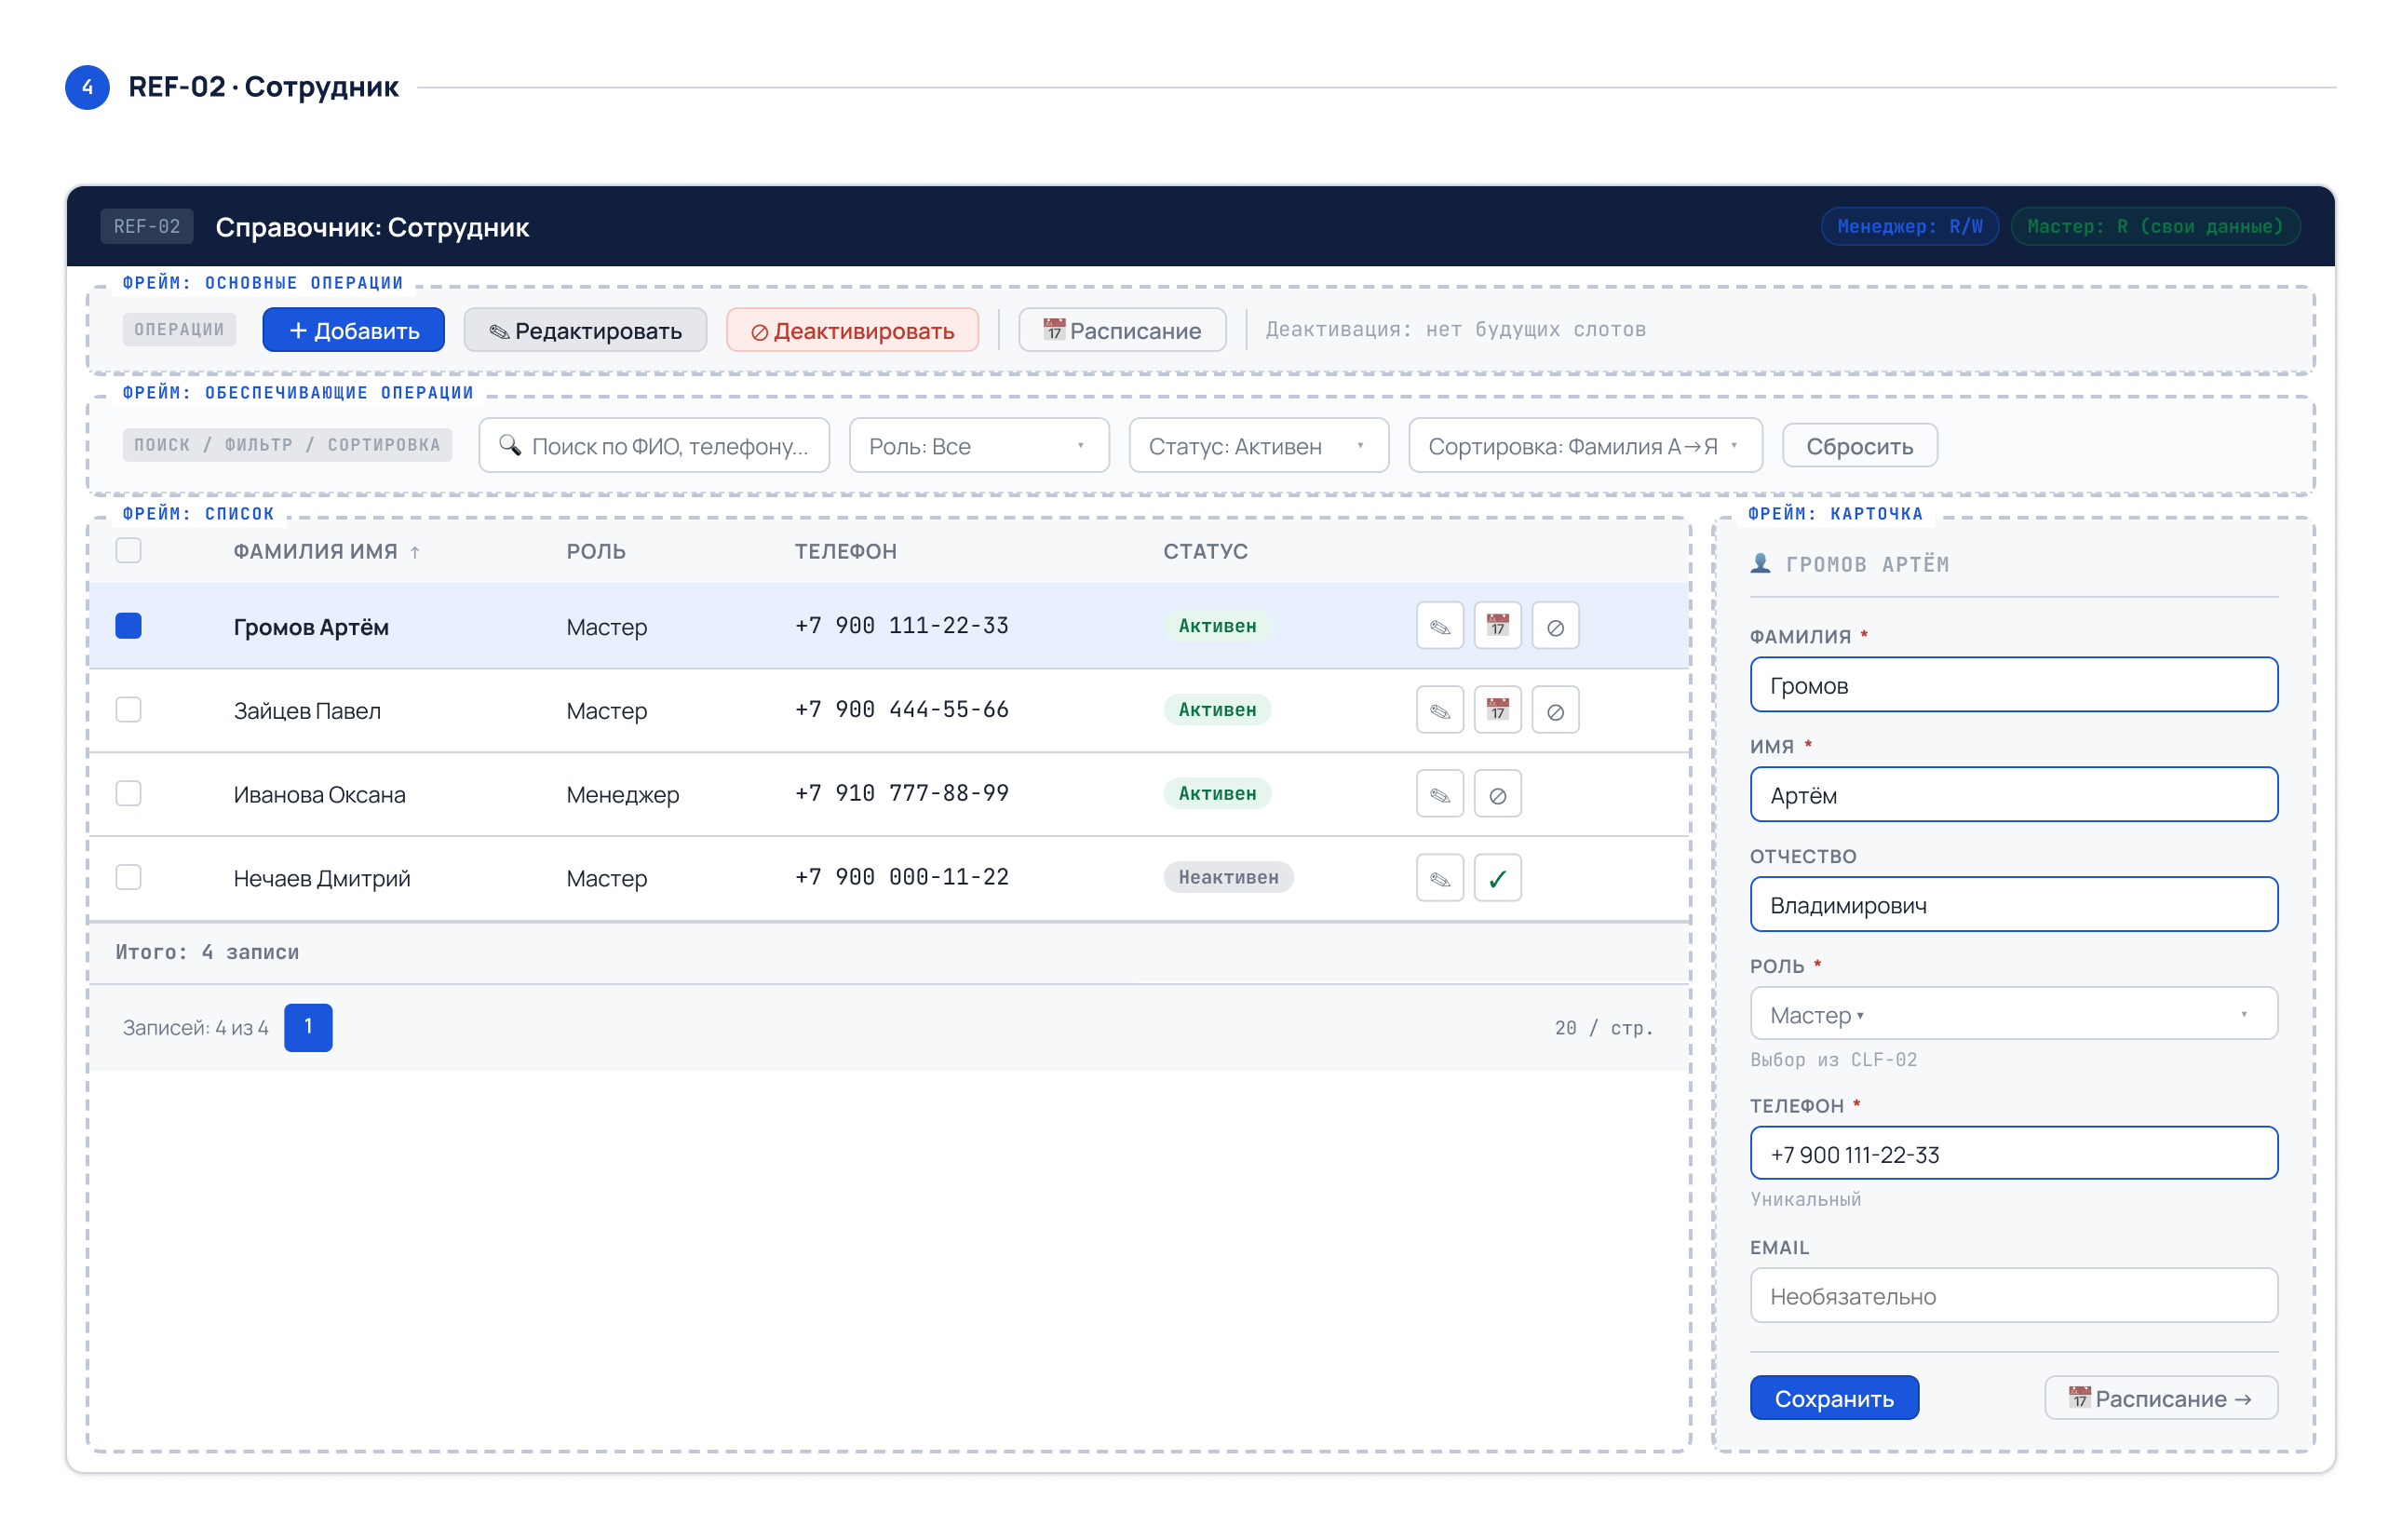 4 REF-02 · Сотрудник
REF-02 Справочник: Сотрудник Менеджер: R/W Мастер: R (свои данные)
ФРЕЙМ: ОСНОВНЫЕ ОПЕРАЦИИ
ОПЕРАЦИИ + Добавить ✎ Редактировать ⊘ Деактивировать 📅 Расписание Деактивация: нет будущих слотов
ФРЕЙМ: ОБЕСПЕЧИВАЮЩИЕ ОПЕРАЦИИ
ПОИСК / ФИЛЬТР / СОРТИРОВКА 🔍 Поиск по ФИО, телефону... Роль: Все Статус: Активен Сортировка: Фамилия А→Я Сбросить
ФРЕЙМ: СПИСОК
ФАМИЛИЯ ИМЯ ↑ РОЛЬ ТЕЛЕФОН СТАТУС
Громов Артём Мастер +7 900 111-22-33 Активен
Зайцев Павел Мастер +7 900 444-55-66 Активен
Иванова Оксана Менеджер +7 910 777-88-99 Активен
Нечаев Дмитрий Мастер +7 900 000-11-22 Неактивен
Итого: 4 записи
Записей: 4 из 4 1 20 / стр.
ФРЕЙМ: КАРТОЧКА
👤 ГРОМОВ АРТЁМ
ФАМИЛИЯ *
Громов
ИМЯ *
Артём
ОТЧЕСТВО
Владимирович
РОЛЬ *
Мастер ▾
Выбор из CLF-02
ТЕЛЕФОН *
+7 900 111-22-33
Уникальный
EMAIL
Необязательно
Сохранить 📅 Расписание →